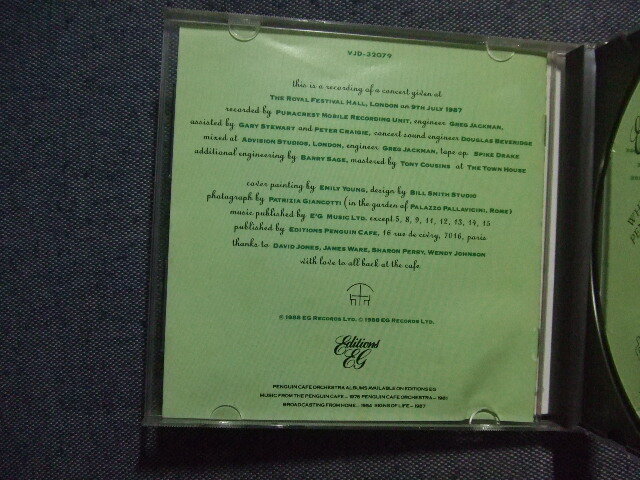 VJD-32079
this is a recording of a concert given at
THE ROYAL FESTIVAL HALL, LONDON on 9TH JULY 1987
recorded by PURACREST MOBILE RECORDING UNIT, engineer GREG JACKMAN,
assisted by GARY STEWART and PETER CRAIGIE, concert sound engineer DOUGLAS BEVERIDGE
mixed at ADVISION STUDIOS, LONDON, engineer GREG JACKMAN, tape op SPIKE DRAKE
additional engineering by BARRY SAGE, mastered by TONY COUSINS at THE TOWN HOUSE
cover painting by EMILY YOUNG, design by BILL SMITH STUDIO
photograph by PATRIZIA GIANCOTTI (in the garden of PALAZZO PALLAVICINI, ROME)
music published by E'G MUSIC LTD. except 5, 8, 9, 11, 12, 13, 14, 15
published by EDITIONS PENGUIN CAFE, 16 rue de civry, 7016, paris
thanks to DAVID JONES, JAMES WARE, SHARON PERRY, WENDY JOHNSON
with love to all back at the cafe
℗ 1988 EG RECORDS LTD. © 1988 EG RECORDS LTD.
Editions
EG
PENGUIN CAFE ORCHESTRA ALBUMS AVAILABLE ON EDITIONS EG
MUSIC FROM THE PENGUIN CAFE – 1976 PENGUIN CAFE ORCHESTRA – 1981
BROADCASTING FROM HOME – 1984 SIGNS OF LIFE – 1987